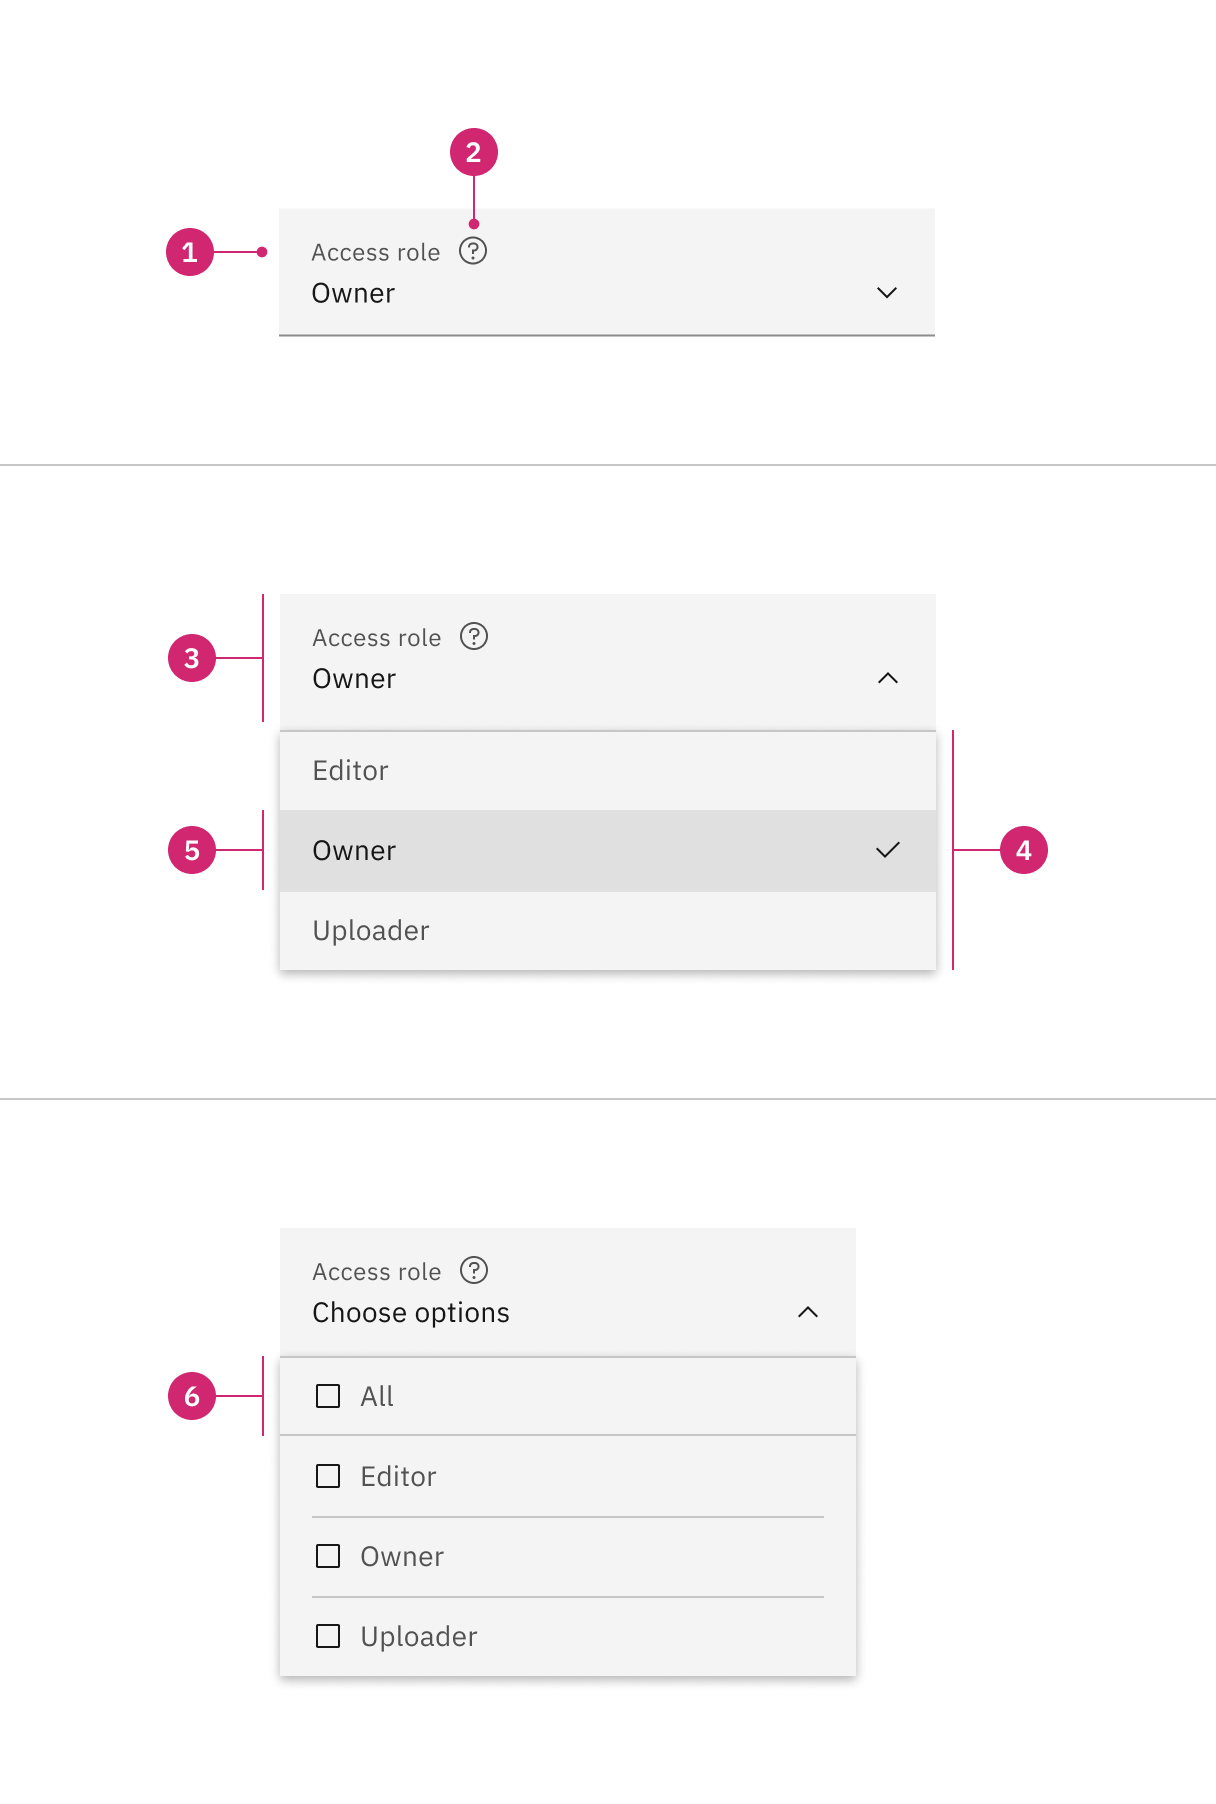 2
1
Access role
Owner
3
Access role
Owner
Editor
5
Owner
4
Uploader
Access role
Choose options
6
All
Editor
Owner
Uploader